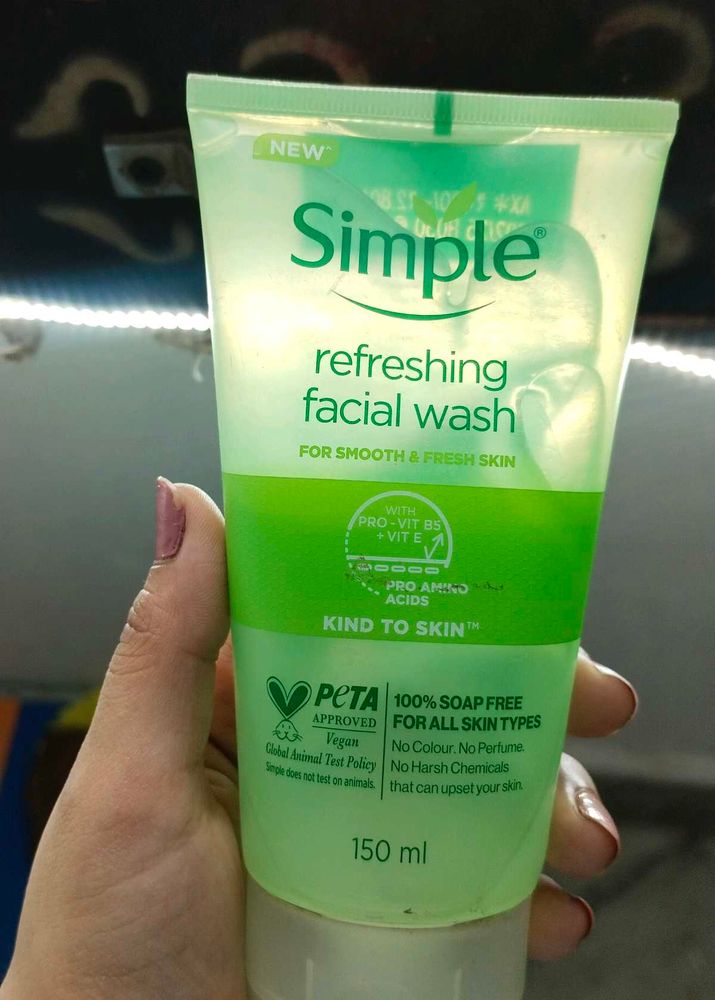 NEW^
Simple®
refreshing
facial wash
FOR SMOOTH & FRESH SKIN
WITH
PRO-VIT B5
+ VIT E
PRO AMINO
ACIDS
KIND TO SKIN™
PETA
APPROVED
Vegan
Global Animal Test Policy
Simple does not test on animals.
100% SOAP FREE
FOR ALL SKIN TYPES
No Colour. No Perfume.
No Harsh Chemicals
that can upset your skin.
150 ml